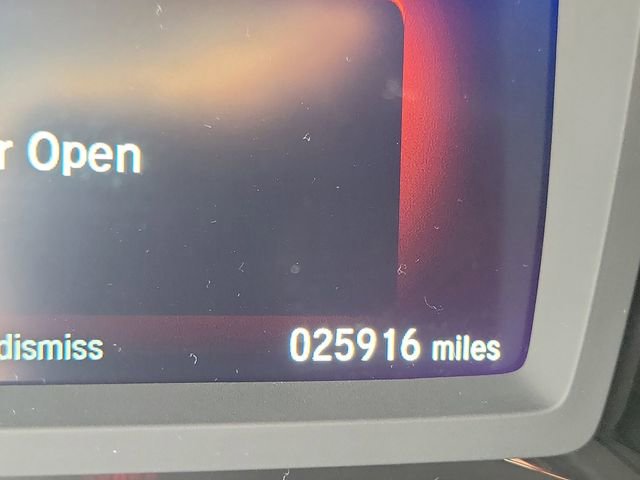 r Open
dismiss 025916 miles